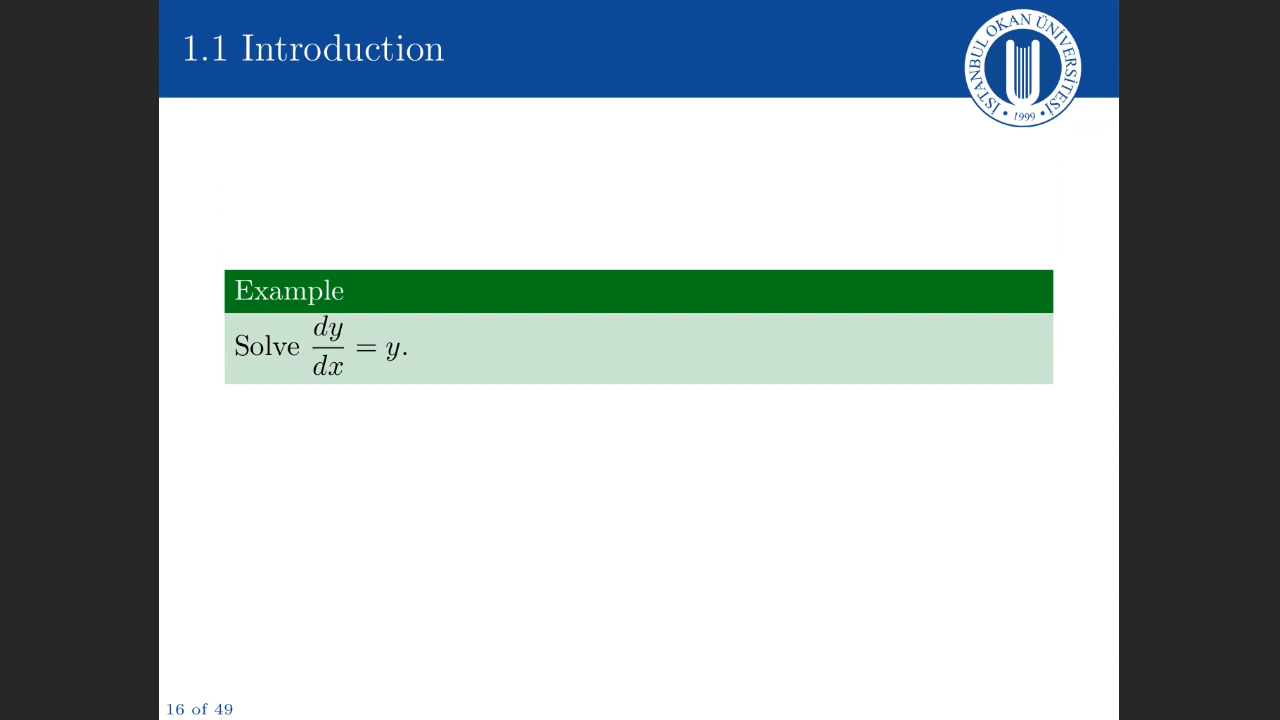 1.1 Introduction
İSTANBUL OKAN ÜNİVERSİTESİ
• 1999 •
Example
Solve dy/dx = y.
16 of 49